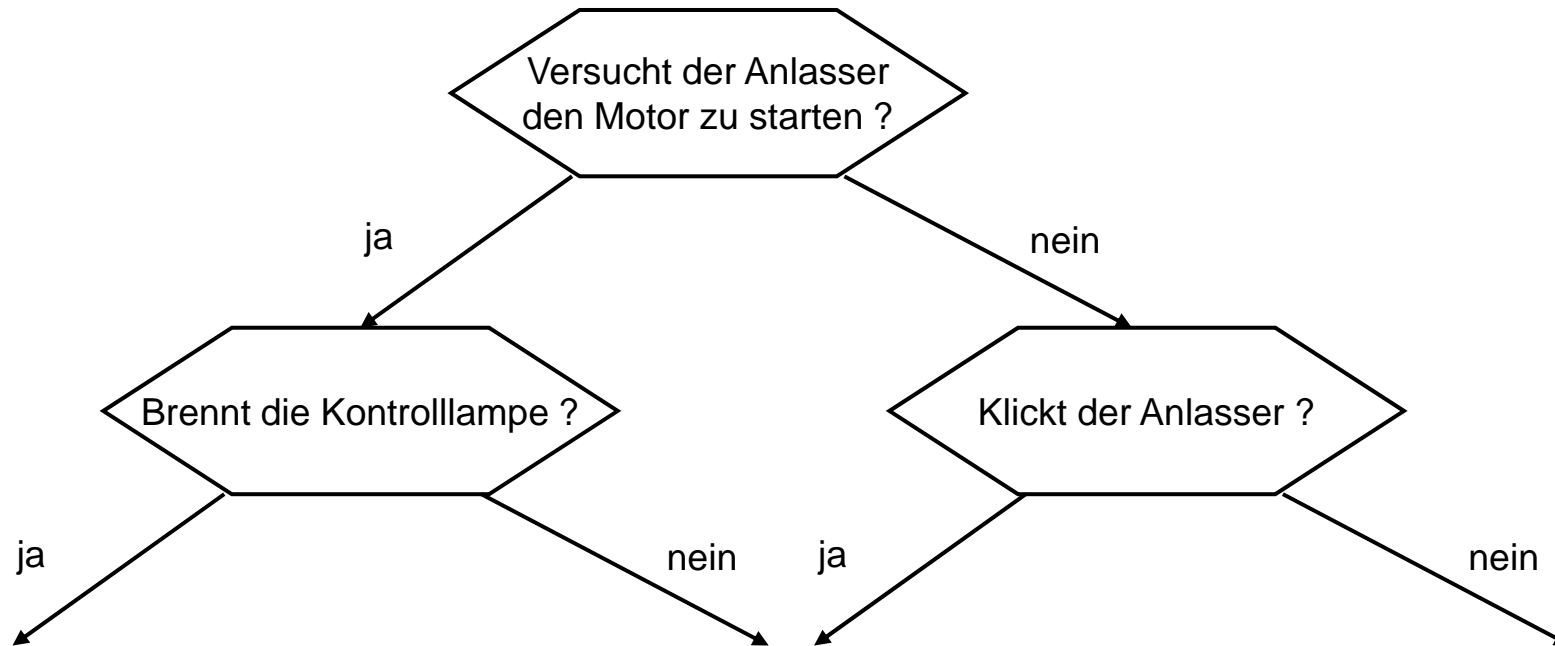 Versucht der Anlasser
den Motor zu starten ?
ja
nein
Brennt die Kontrolllampe ?
Klickt der Anlasser ?
ja
nein
ja
nein